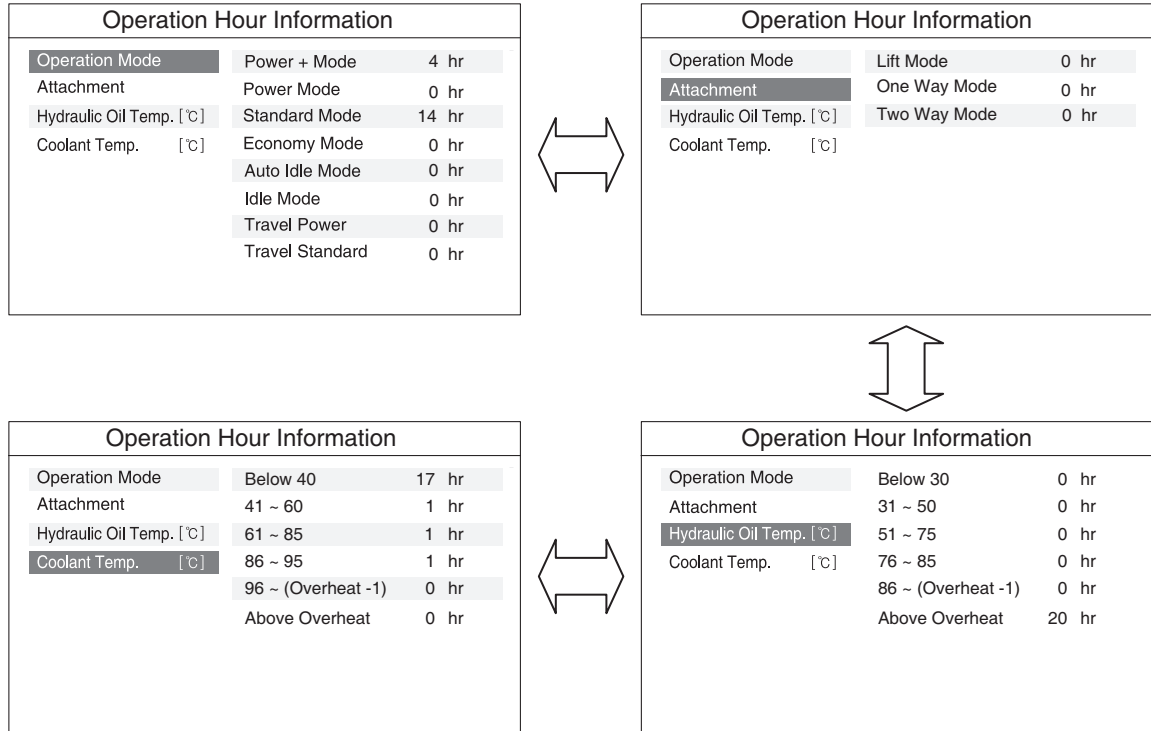 Operation Hour Information
Operation Mode Power + Mode 4 hr
Attachment Power Mode 0 hr
Hydraulic Oil Temp. [℃] Standard Mode 14 hr
Coolant Temp. [℃] Economy Mode 0 hr
Auto Idle Mode 0 hr
Idle Mode 0 hr
Travel Power 0 hr
Travel Standard 0 hr
Operation Hour Information
Operation Mode Lift Mode 0 hr
Attachment One Way Mode 0 hr
Hydraulic Oil Temp. [℃] Two Way Mode 0 hr
Coolant Temp. [℃]
Operation Hour Information
Operation Mode Below 40 17 hr
Attachment 41 ~ 60 1 hr
Hydraulic Oil Temp. [℃] 61 ~ 85 1 hr
Coolant Temp. [℃] 86 ~ 95 1 hr
96 ~ (Overheat -1) 0 hr
Above Overheat 0 hr
Operation Hour Information
Operation Mode Below 30 0 hr
Attachment 31 ~ 50 0 hr
Hydraulic Oil Temp. [℃] 51 ~ 75 0 hr
Coolant Temp. [℃] 76 ~ 85 0 hr
86 ~ (Overheat -1) 0 hr
Above Overheat 20 hr